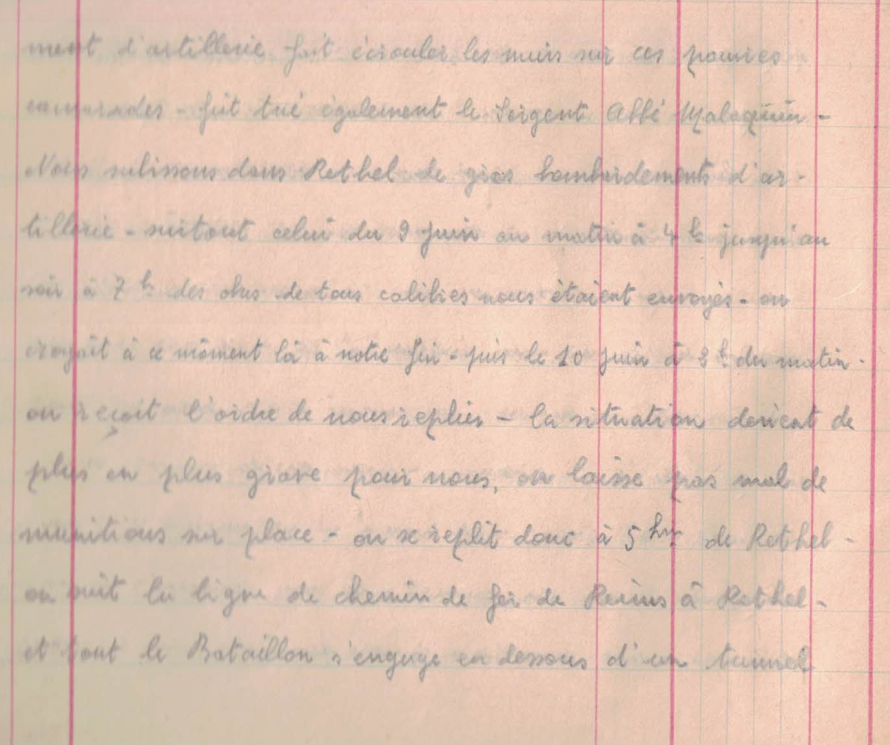 ment d'artillerie fait écrouler les murs sur ces pauvres
camarades - fut tué également le Sergent Abbé Malaquin -
Nous subissons dans Rethel de gros bombardements d'ar-
tillerie - surtout celui du 9 juin au matin à 4 h jusqu'au
soir à 7 h des obus de tous calibres nous étaient envoyés - on
croyait à ce moment là à notre fin - puis le 10 juin à 3 h du matin -
on reçoit l'ordre de nous replier - la situation devient de
plus en plus grave pour nous, on laisse pas mal de
munitions sur place - on se replit donc à 5 de Rethel -
on suit la ligne de chemin de fer de Reims à Rethel -
et tout le Bataillon s'engage en dessous d'un tunnel